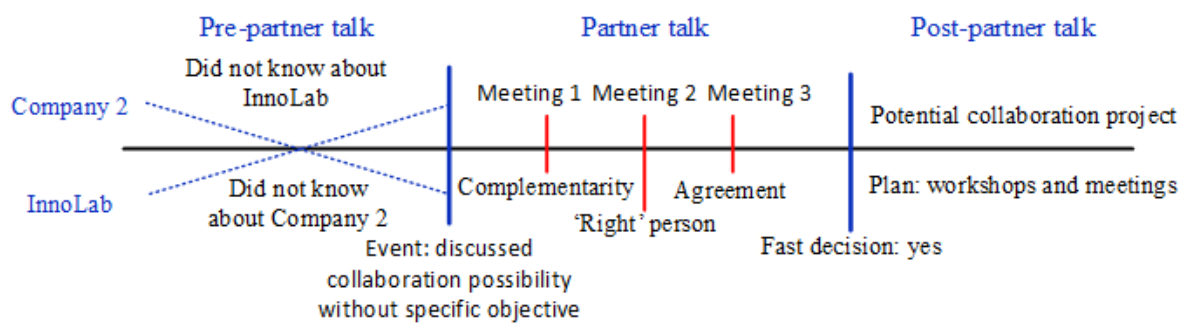 Pre-partner talk
Partner talk
Post-partner talk
Did not know about
InnoLab
Company 2
Meeting 1
Meeting 2
Meeting 3
Potential collaboration project
InnoLab
Did not know
about Company 2
Complementarity
‘Right’ person
Agreement
Plan: workshops and meetings
Event: discussed
collaboration possibility
without specific objective
Fast decision: yes